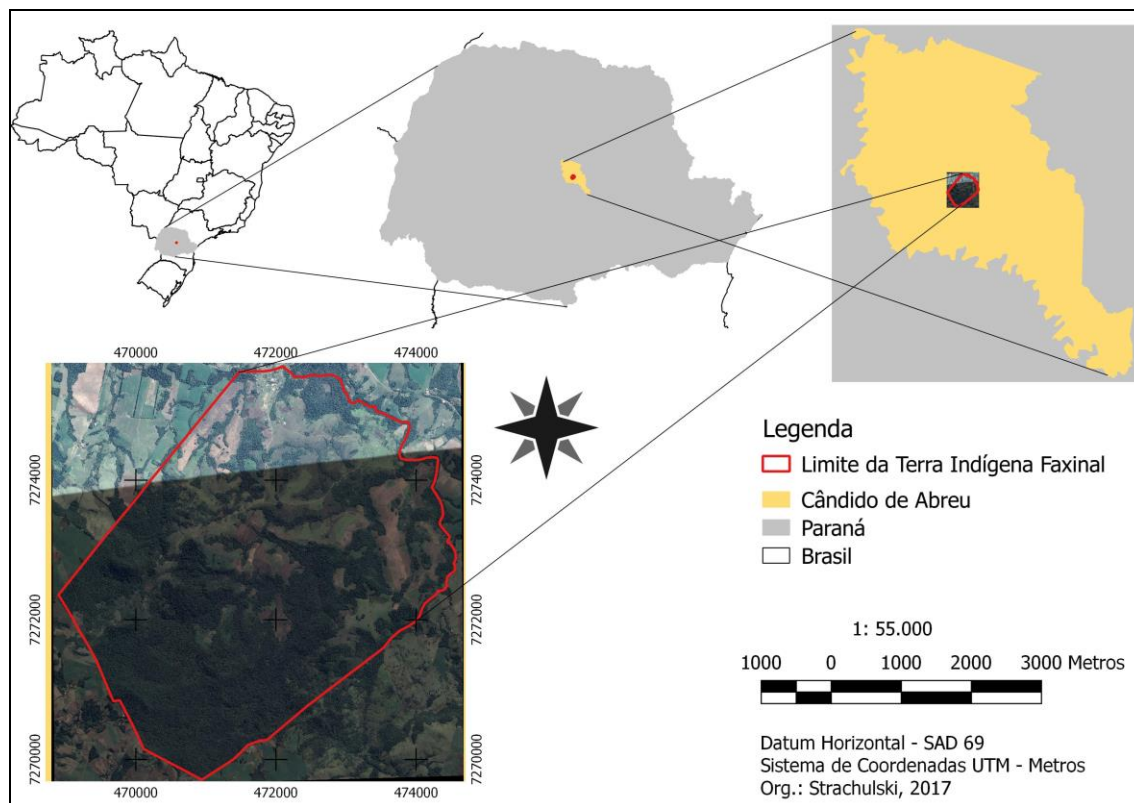 470000 472000 474000
7274000 7274000
7272000 7272000
7270000 7270000
470000 472000 474000
Legenda
Limite da Terra Indígena Faxinal
Cândido de Abreu
Paraná
Brasil
1: 55.000
1000 0 1000 2000 3000 Metros
Datum Horizontal - SAD 69
Sistema de Coordenadas UTM - Metros
Org.: Strachulski, 2017